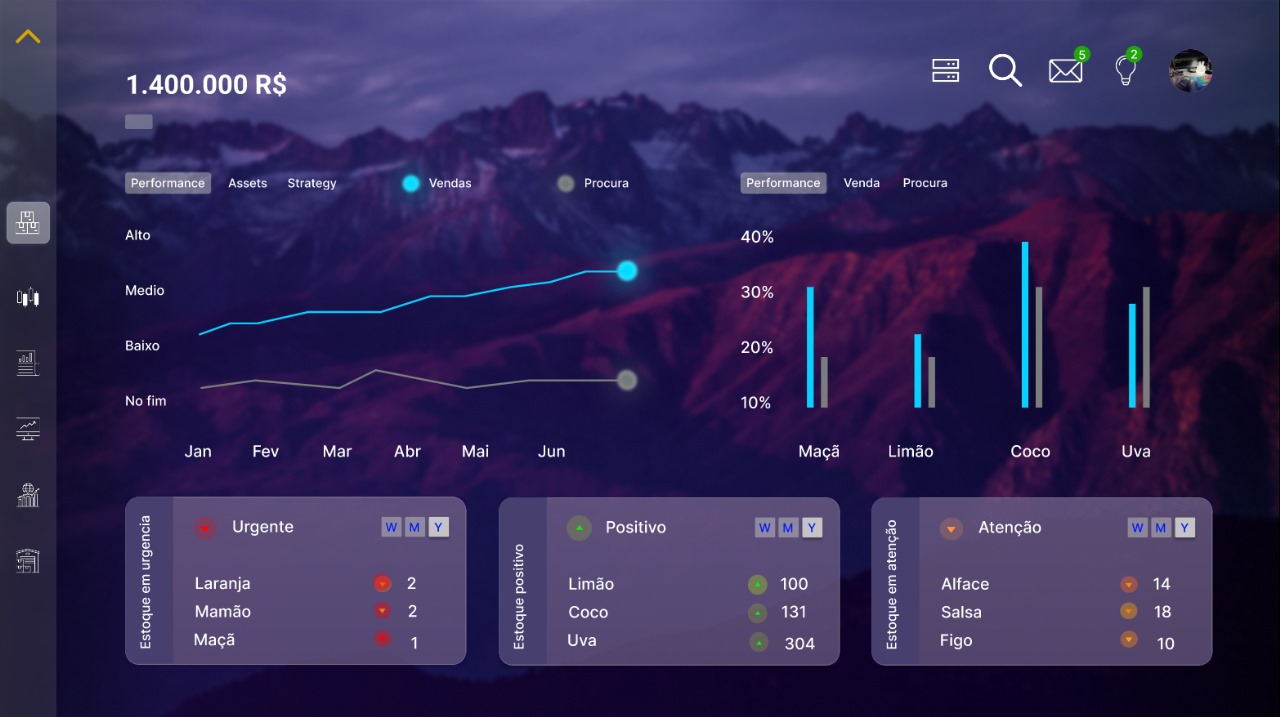 5
2
1.400.000 R$
Performance Assets Strategy Vendas Procura
Performance Venda Procura
Alto
Medio
Baixo
No fim
Jan Fev Mar Abr Mai Jun
40%
30%
20%
10%
Maçã Limão Coco Uva
Estoque em urgencia
Urgente W M Y
Laranja 2
Mamão 2
Maçã 1
Estoque positivo
Positivo W M Y
Limão 100
Coco 131
Uva 304
Estoque em atenção
Atenção W M Y
Alface 14
Salsa 18
Figo 10